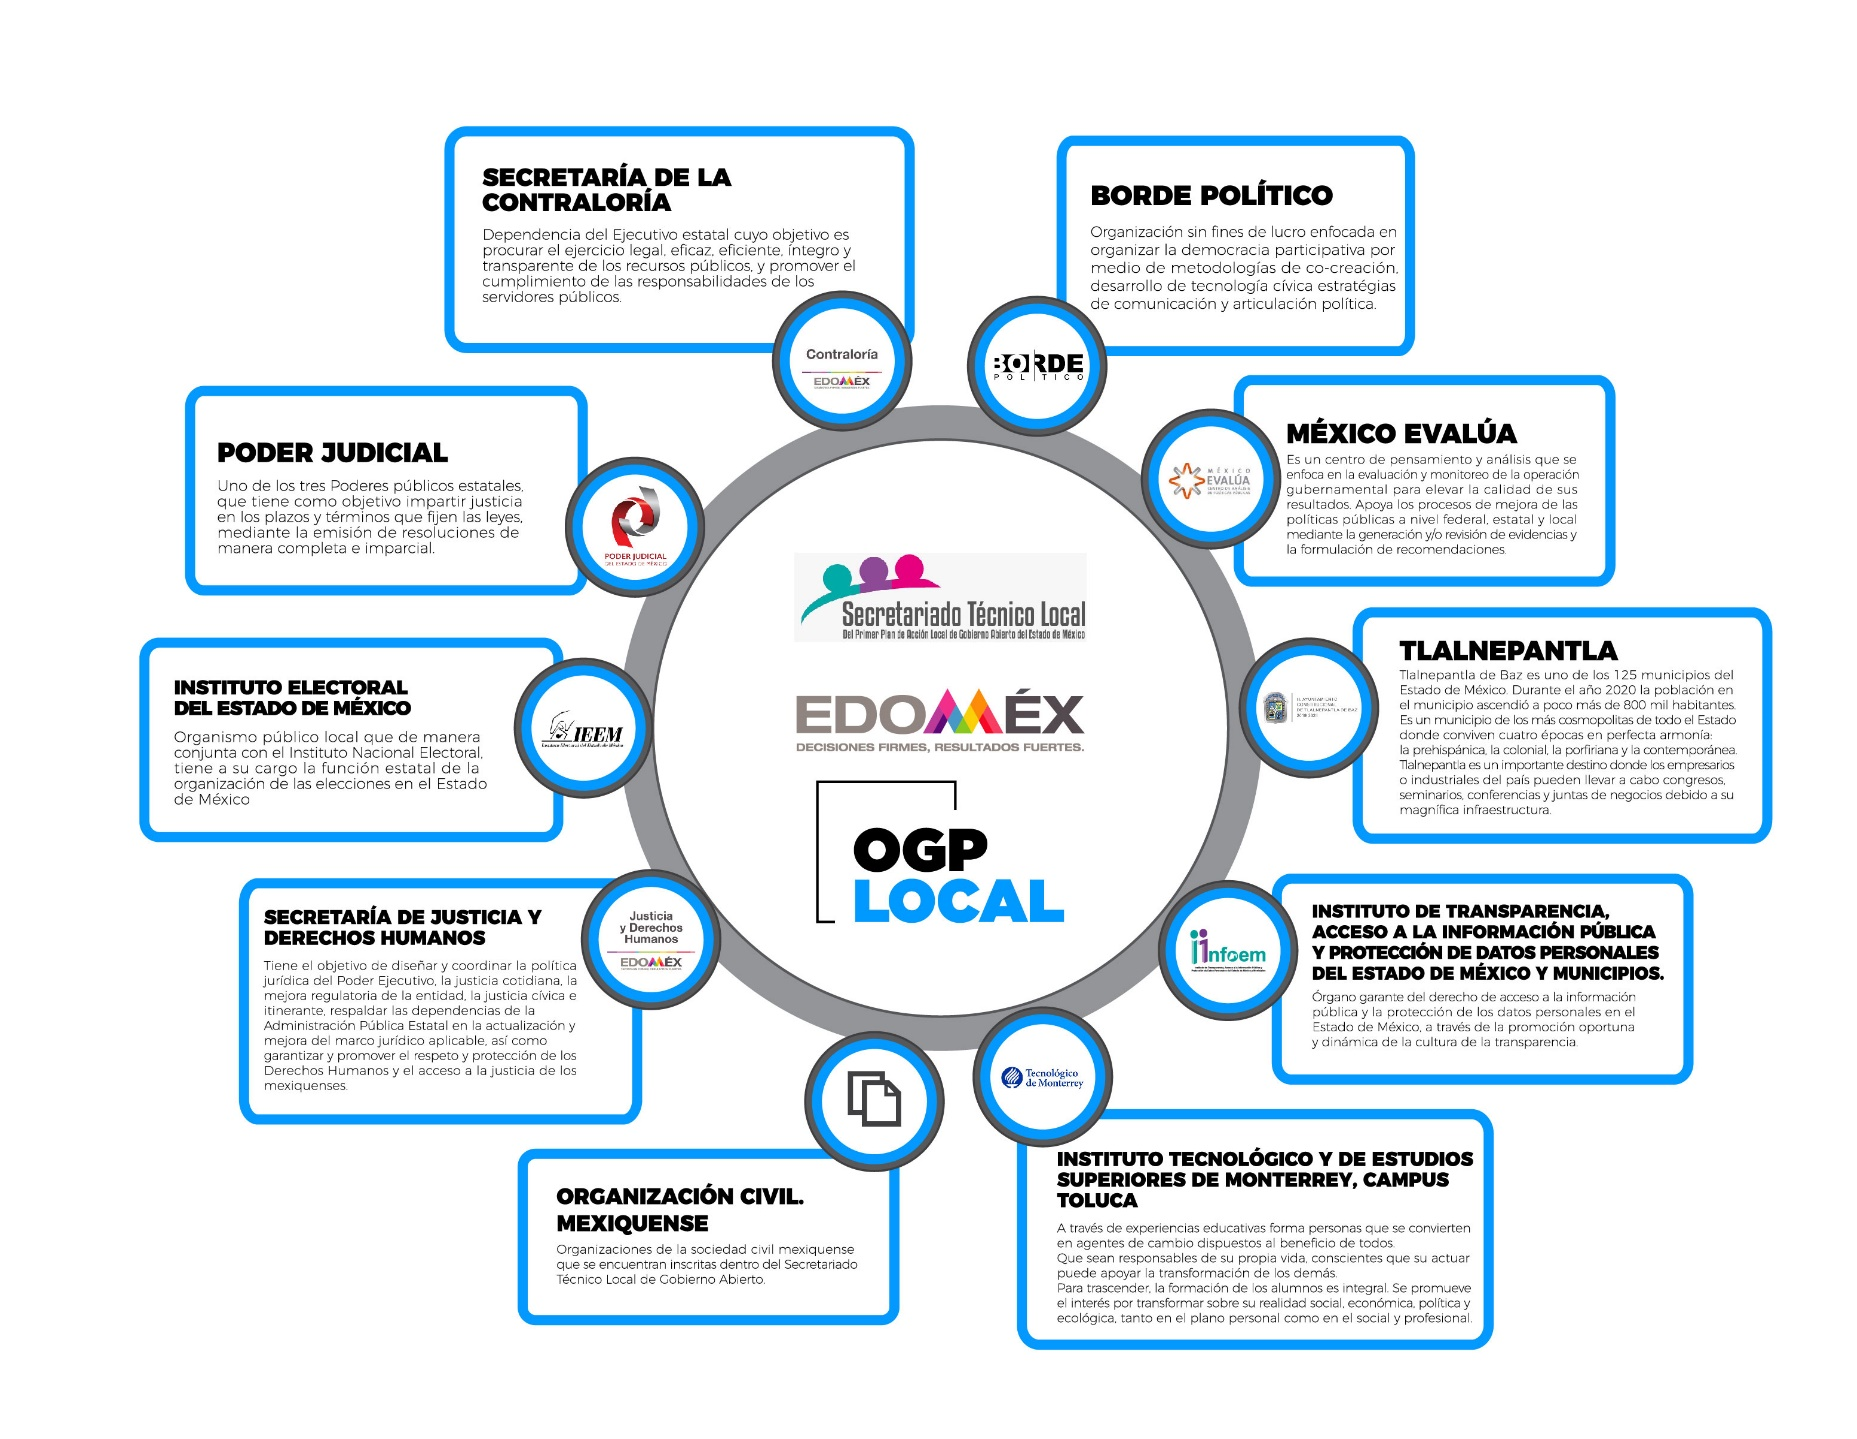 SECRETARÍA DE LA
CONTRALORÍA
Dependencia del Ejecutivo estatal cuyo objetivo es
procurar el ejercicio legal, eficaz, eficiente, íntegro y
transparente de los recursos públicos, y promover el
cumplimiento de las responsabilidades de los
servidores públicos.
Contraloría
EDOMÉX
BORDE POLÍTICO
Organización sin fines de lucro enfocada en
organizar la democracia participativa por
medio de metodologías de co-creación,
desarrollo de tecnología cívica estratégias
de comunicación y articulación política.
BORDE
POLÍTICO
PODER JUDICIAL
Uno de los tres Poderes públicos estatales,
que tiene como objetivo impartir justicia
en los plazos y términos que fijen las leyes,
mediante la emisión de resoluciones de
manera completa e imparcial.
PODER JUDICIAL
DEL ESTADO DE MÉXICO
MÉXICO EVALÚA
Es un centro de pensamiento y análisis que se
enfoca en la evaluación y monitoreo de la operación
gubernamental para elevar la calidad de sus
resultados. Apoya los procesos de mejora de las
políticas públicas a nivel federal, estatal y local
mediante la generación y/o revisión de evidencias y
la formulación de recomendaciones.
MÉXICO
EVALÚA
CENTRO DE ANÁLISIS
DE POLÍTICAS PÚBLICAS
Secretariado Técnico Local
Del Primer Plan de Acción Local de Gobierno Abierto del Estado de México
EDOMÉX
DECISIONES FIRMES, RESULTADOS FUERTES.
OGP
LOCAL
INSTITUTO ELECTORAL
DEL ESTADO DE MÉXICO
Organismo público local que de manera
conjunta con el Instituto Nacional Electoral,
tiene a su cargo la función estatal de la
organización de las elecciones en el Estado
de México
IEEM
Instituto Electoral del Estado de México
TLALNEPANTLA
Tlalnepantla de Baz es uno de los 125 municipios del
Estado de México. Durante el año 2020 la población en
el municipio ascendió a poco más de 800 mil habitantes.
Es un municipio de los más cosmopolitas de todo el Estado
donde conviven cuatro épocas en perfecta armonía:
la prehispánica, la colonial, la porfiriana y la contemporánea.
Tlalnepantla es un importante destino donde los empresarios
o industriales del país pueden llevar a cabo congresos,
seminarios, conferencias y juntas de negocios debido a su
magnífica infraestructura.
SECRETARÍA DE JUSTICIA Y
DERECHOS HUMANOS
Tiene el objetivo de diseñar y coordinar la política
jurídica del Poder Ejecutivo, la justicia cotidiana, la
mejora regulatoria de la entidad, la justicia cívica e
itinerante, respaldar las dependencias de la
Administración Pública Estatal en la actualización y
mejora del marco jurídico aplicable, así como
garantizar y promover el respeto y protección de los
Derechos Humanos y el acceso a la justicia de los
mexiquenses.
Justicia
y Derechos
Humanos
EDOMÉX
INSTITUTO DE TRANSPARENCIA,
ACCESO A LA INFORMACIÓN PÚBLICA
Y PROTECCIÓN DE DATOS PERSONALES
DEL ESTADO DE MÉXICO Y MUNICIPIOS.
Órgano garante del derecho de acceso a la información
pública y la protección de los datos personales en el
Estado de México, a través de la promoción oportuna
y dinámica de la cultura de la transparencia.
infoem
ORGANIZACIÓN CIVIL.
MEXIQUENSE
Organizaciones de la sociedad civil mexiquense
que se encuentran inscritas dentro del Secretariado
Técnico Local de Gobierno Abierto.
Tecnológico
de Monterrey
INSTITUTO TECNOLÓGICO Y DE ESTUDIOS
SUPERIORES DE MONTERREY, CAMPUS
TOLUCA
A través de experiencias educativas forma personas que se convierten
en agentes de cambio dispuestos al beneficio de todos.
Que sean responsables de su propia vida, conscientes que su actuar
puede apoyar la transformación de los demás.
Para trascender, la formación de los alumnos es integral. Se promueve
el interés por transformar sobre su realidad social, económica, política y
ecológica, tanto en el plano personal como en el social y profesional.